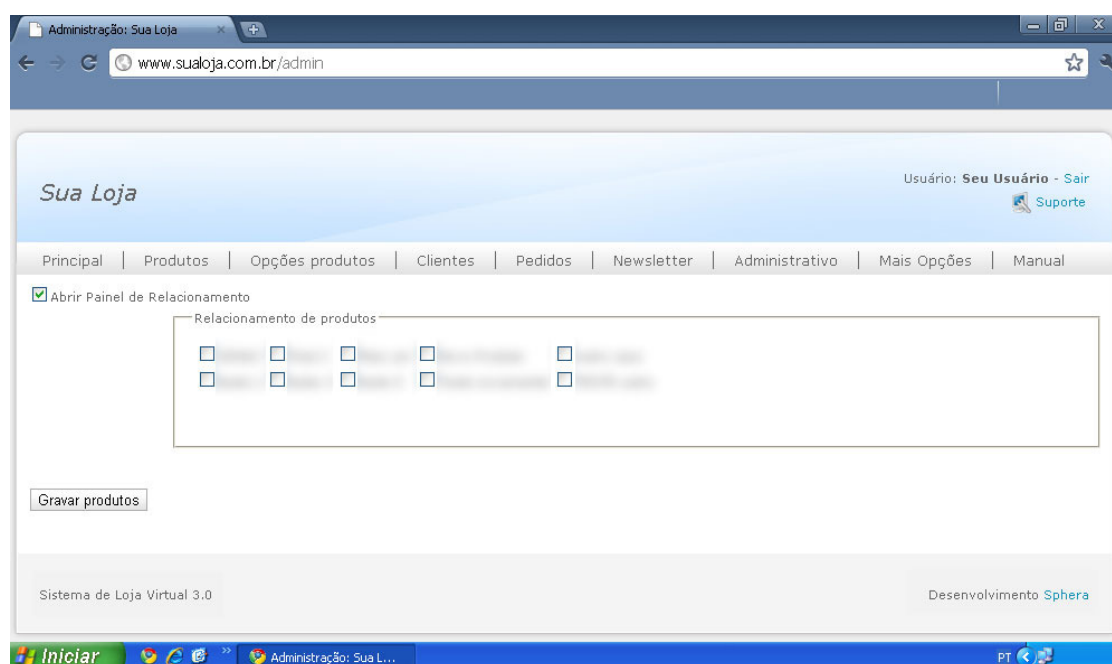 Administração: Sua Loja
www.sualoja.com.br/admin
Sua Loja
Usuário: Seu Usuário - Sair
Suporte
Principal | Produtos | Opções produtos | Clientes | Pedidos | Newsletter | Administrativo | Mais Opções | Manual
Abrir Painel de Relacionamento
Relacionamento de produtos
Gravar produtos
Sistema de Loja Virtual 3.0
Desenvolvimento Sphera
Iniciar
Administração: Sua L...
PT